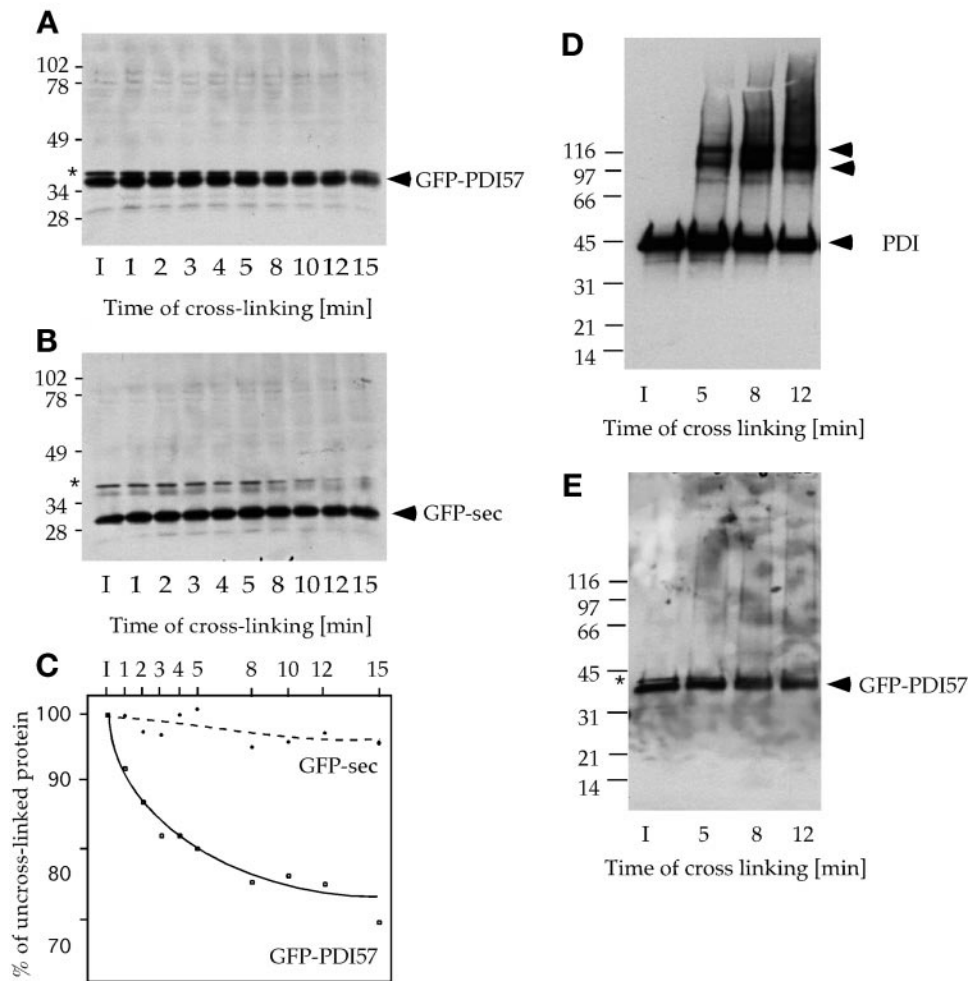 A
102
78
49
*
34
28
GFP-PDI57
I 1 2 3 4 5 8 10 12 15
Time of cross-linking [min]
B
102
78
49
*
34
28
GFP-sec
I 1 2 3 4 5 8 10 12 15
Time of cross-linking [min]
C
I 1 2 3 4 5 8 10 12 15
% of uncross-linked protein
100
90
80
70
GFP-sec
GFP-PDI57
D
116
97
66
45
31
21
14
PDI
I 5 8 12
Time of cross linking [min]
E
116
97
66
45
*
31
21
14
GFP-PDI57
I 5 8 12
Time of cross linking [min]